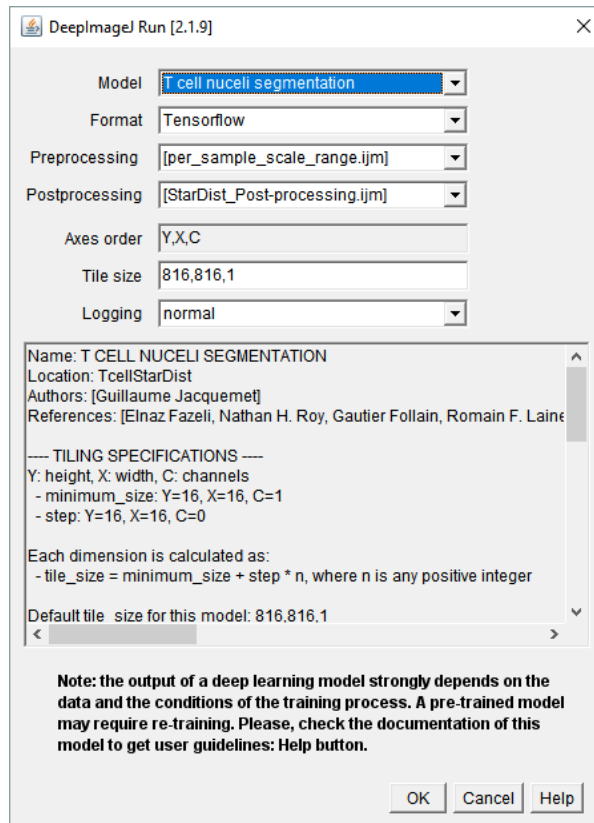 DeepImageJ Run [2.1.9]
Model T cell nuceli segmentation
Format Tensorflow
Preprocessing [per_sample_scale_range.ijm]
Postprocessing [StarDist_Post-processing.ijm]
Axes order Y,X,C
Tile size 816,816,1
Logging normal
Name: T CELL NUCELI SEGMENTATION
Location: TcellStarDist
Authors: [Guillaume Jacquemet]
References: [Elnaz Fazeli, Nathan H. Roy, Gautier Follain, Romain F. Laine
---- TILING SPECIFICATIONS ----
Y: height, X: width, C: channels
- minimum_size: Y=16, X=16, C=1
- step: Y=16, X=16, C=0
Each dimension is calculated as:
- tile_size = minimum_size + step * n, where n is any positive integer
Default tile_size for this model: 816,816,1
Note: the output of a deep learning model strongly depends on the
data and the conditions of the training process. A pre-trained model
may require re-training. Please, check the documentation of this
model to get user guidelines: Help button.
OK Cancel Help